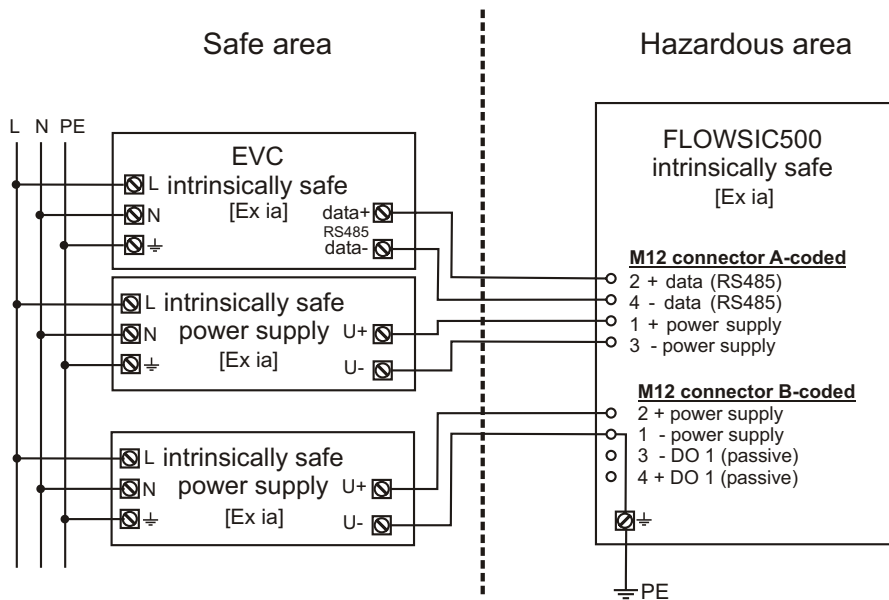 Safe area
Hazardous area
L N PE
EVC
intrinsically safe
[Ex ia]
L
N
data+
RS485
data-
intrinsically safe
power supply
[Ex ia]
L
N
U+
U-
intrinsically safe
power supply
[Ex ia]
L
N
U+
U-
FLOWSIC500
intrinsically safe
[Ex ia]
M12 connector A-coded
2 + data (RS485)
4 - data (RS485)
1 + power supply
3 - power supply
M12 connector B-coded
2 + power supply
1 - power supply
3 - DO 1 (passive)
4 + DO 1 (passive)
PE